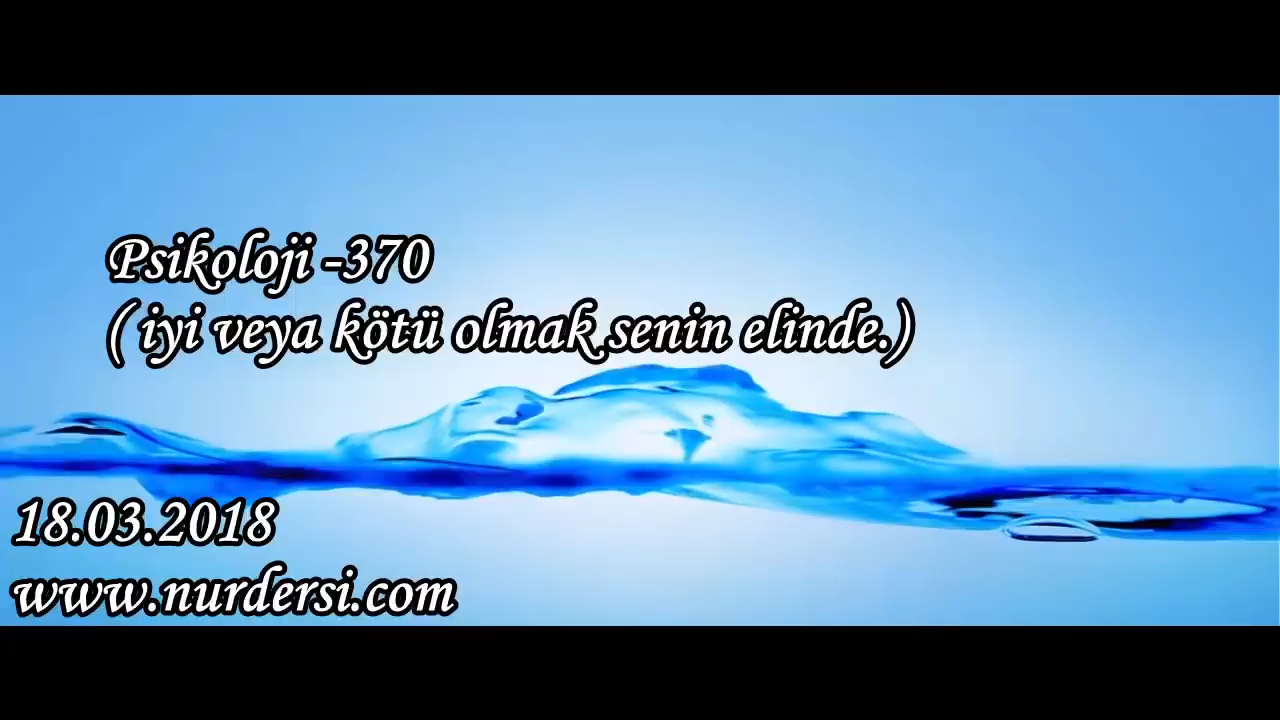 Psikoloji -370
( iyi veya kötü olmak senin elinde.)
18.03.2018
www.nurdersi.com